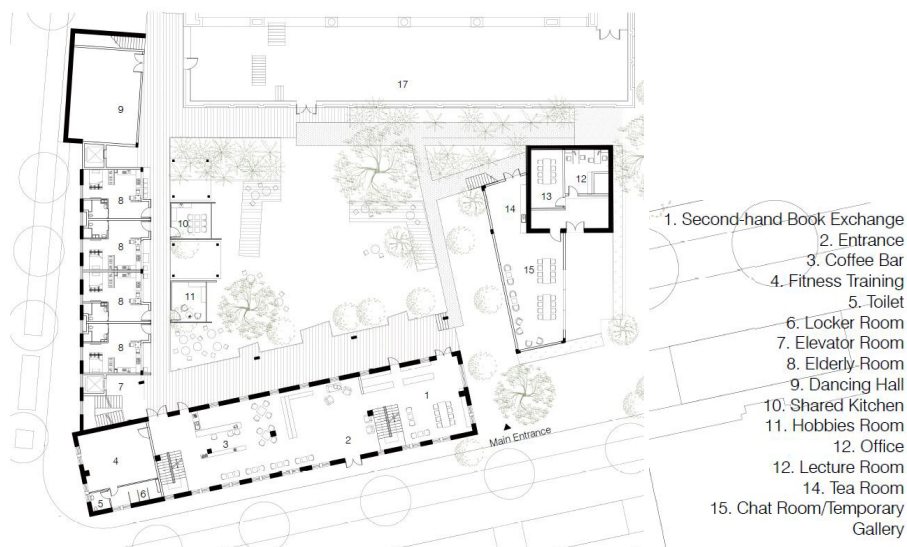 17
9
8
8
8
8
7
10
11
12
13
14
15
1
2
3
4
5
6
Main Entrance
1. Second-hand Book Exchange
2. Entrance
3. Coffee Bar
4. Fitness Training
5. Toilet
6. Locker Room
7. Elevator Room
8. Elderly Room
9. Dancing Hall
10. Shared Kitchen
11. Hobbies Room
12. Office
12. Lecture Room
14. Tea Room
15. Chat Room/Temporary
Gallery